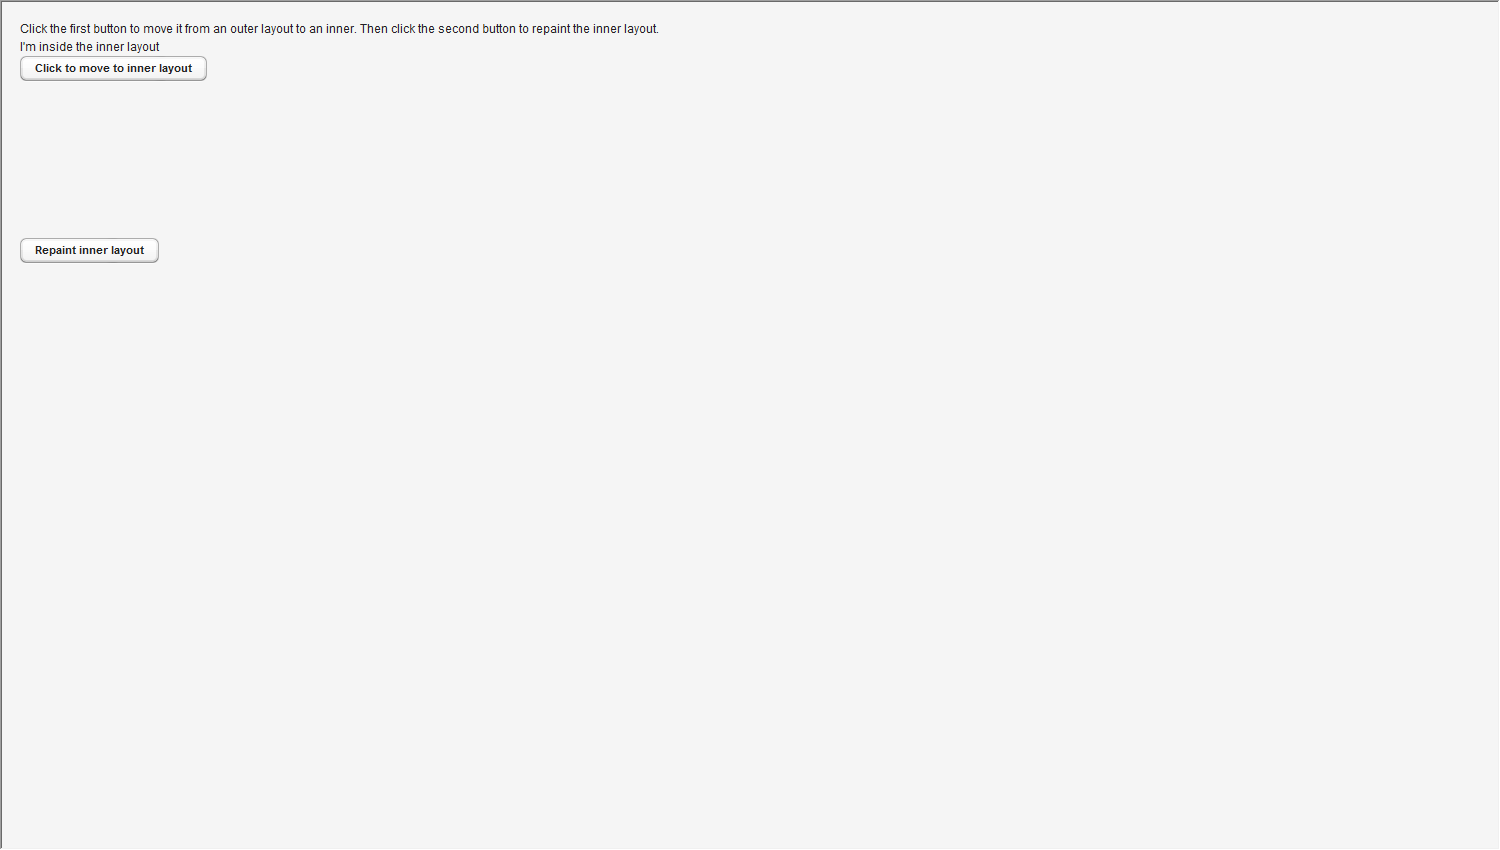 Click the first button to move it from an outer layout to an inner. Then click the second button to repaint the inner layout.
I'm inside the inner layout
Click to move to inner layout
Repaint inner layout